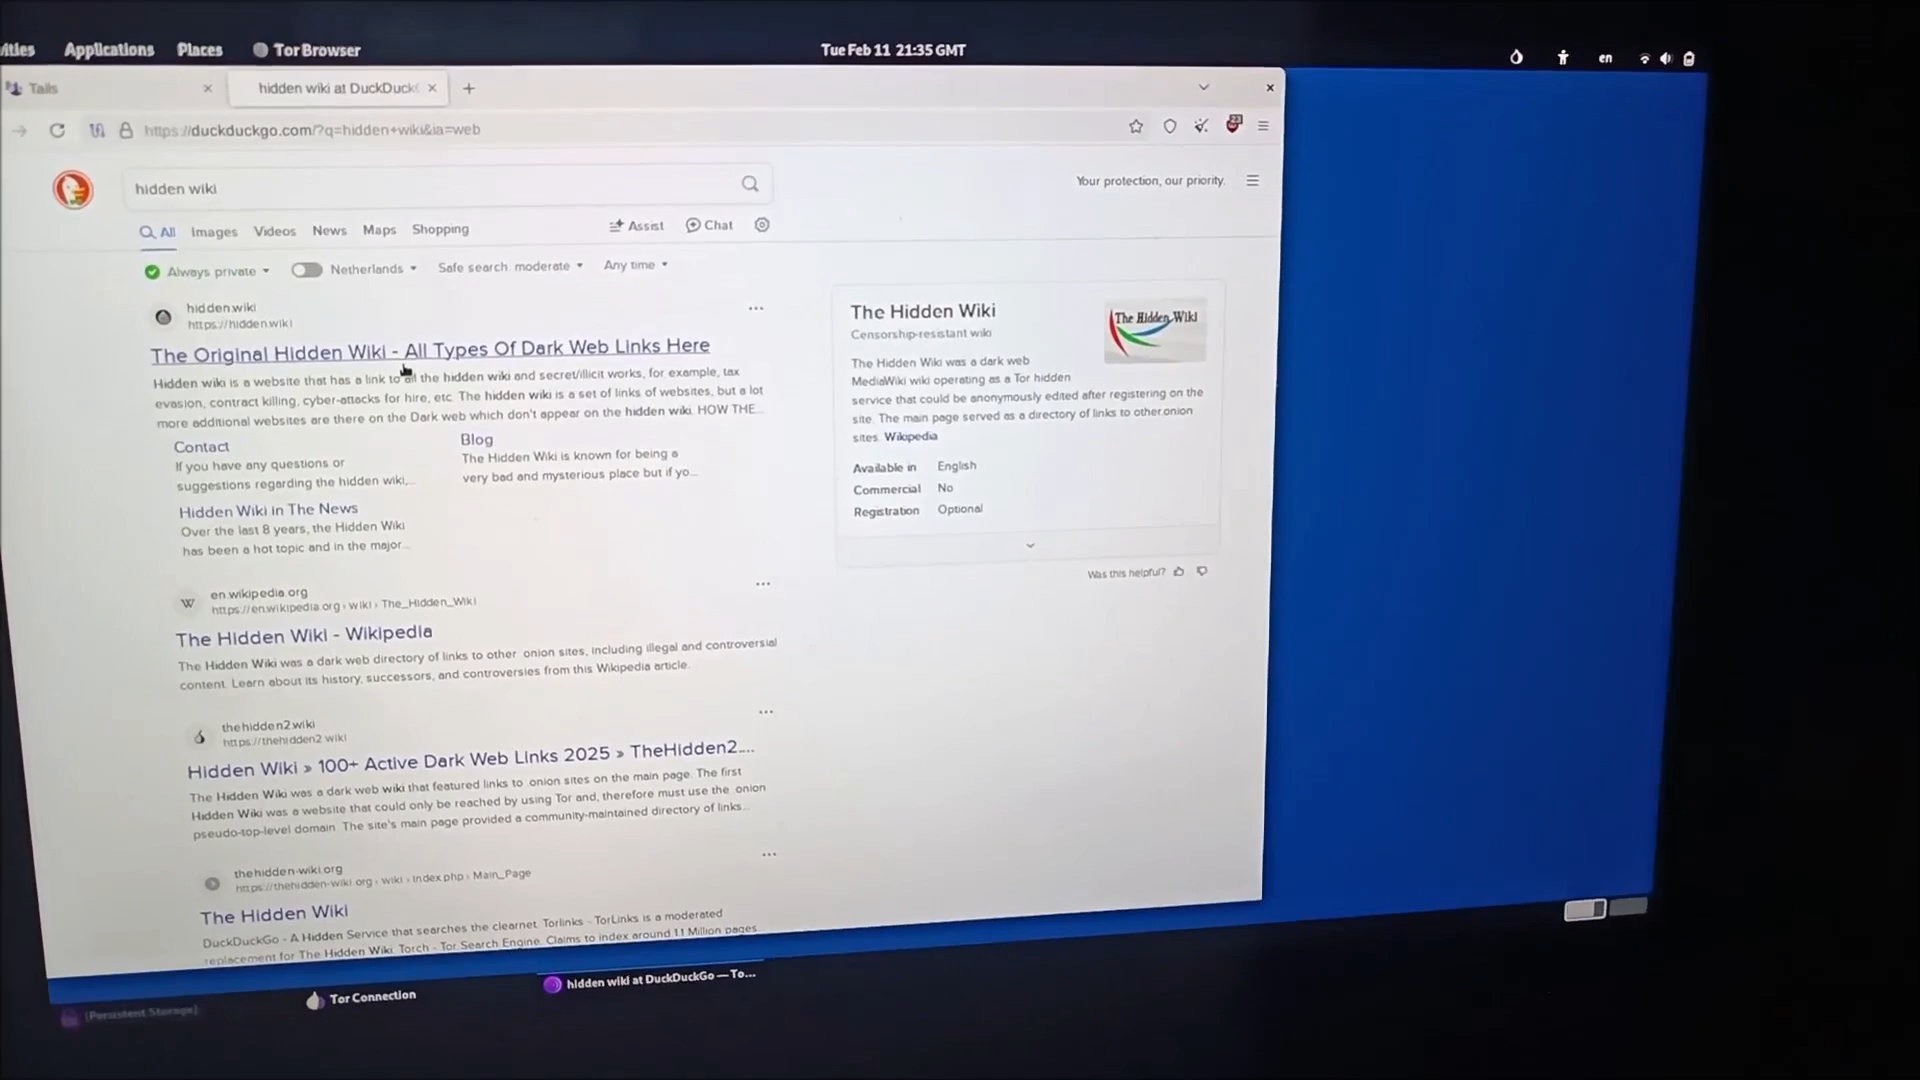 Applications Places Tor Browser Tue Feb 11 21:35 GMT en
Tails hidden wiki at DuckDuck
https://duckduckgo.com/?q=hidden+wiki&ia=web 23
hidden wiki Your protection, our priority.
All Images Videos News Maps Shopping Assist Chat
Always private Netherlands Safe search: moderate Any time
hidden.wiki
https://hidden.wiki
The Original Hidden Wiki - All Types Of Dark Web Links Here
Hidden wiki is a website that has a link to all the hidden wiki and secret/illicit works, for example, tax
evasion, contract killing, cyber-attacks for hire, etc. The hidden wiki is a set of links of websites, but a lot
more additional websites are there on the Dark web which don't appear on the hidden wiki. HOW THE...
Contact
If you have any questions or
suggestions regarding the hidden wiki,...
Blog
The Hidden Wiki is known for being a
very bad and mysterious place but if yo...
Hidden Wiki in The News
Over the last 8 years, the Hidden Wiki
has been a hot topic and in the major...
en.wikipedia.org
https://en.wikipedia.org › wiki › The_Hidden_Wiki
The Hidden Wiki - Wikipedia
The Hidden Wiki was a dark web directory of links to other .onion sites, including illegal and controversial
content. Learn about its history, successors, and controversies from this Wikipedia article.
thehidden2.wiki
https://thehidden2.wiki
Hidden Wiki » 100+ Active Dark Web Links 2025 » TheHidden2....
The Hidden Wiki was a dark web wiki that featured links to .onion sites on the main page. The first
Hidden Wiki was a website that could only be reached by using Tor and, therefore must use the .onion
pseudo-top-level domain. The site's main page provided a community-maintained directory of links...
thehidden-wiki.org
https://thehidden-wiki.org › wiki › index.php › Main_Page
The Hidden Wiki
DuckDuckGo - A Hidden Service that searches the clearnet. Torlinks - TorLinks is a moderated
replacement for The Hidden Wiki. Torch - Tor Search Engine. Claims to index around 1.1 Million pages
The Hidden Wiki
Censorship-resistant wiki
The Hidden Wiki
The Hidden Wiki was a dark web
MediaWiki wiki operating as a Tor hidden
service that could be anonymously edited after registering on the
site. The main page served as a directory of links to other .onion
sites. Wikipedia
Available in English
Commercial No
Registration Optional
Was this helpful?
[Persistent Storage] Tor Connection hidden wiki at DuckDuckGo — To...